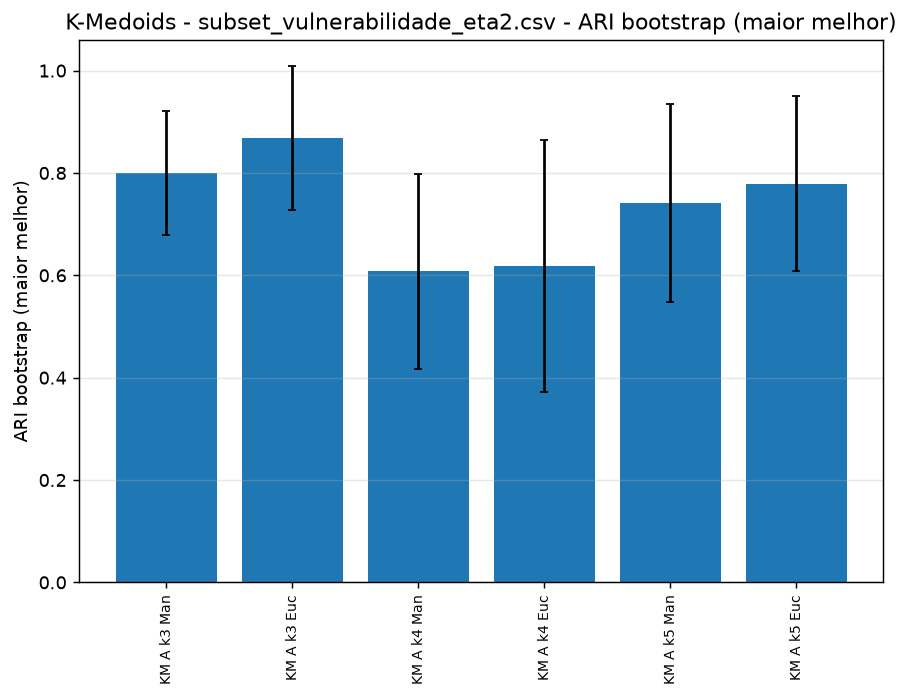 K-Medoids - subset_vulnerabilidade_eta2.csv - ARI bootstrap (maior melhor)
ARI bootstrap (maior melhor)
1.0
0.8
0.6
0.4
0.2
0.0
KM A k3 Man
KM A k3 Euc
KM A k4 Man
KM A k4 Euc
KM A k5 Man
KM A k5 Euc